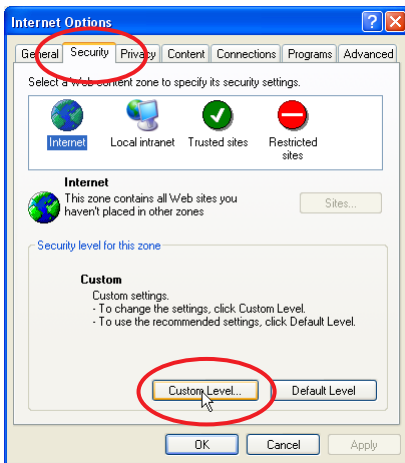 Internet Options
General Security Privacy Content Connections Programs Advanced
Select a Web content zone to specify its security settings.
Internet Local intranet Trusted sites Restricted
sites
Internet
This zone contains all Web sites you
haven't placed in other zones
Sites...
Security level for this zone
Custom
Custom settings.
- To change the settings, click Custom Level.
- To use the recommended settings, click Default Level.
Custom Level... Default Level
OK Cancel Apply